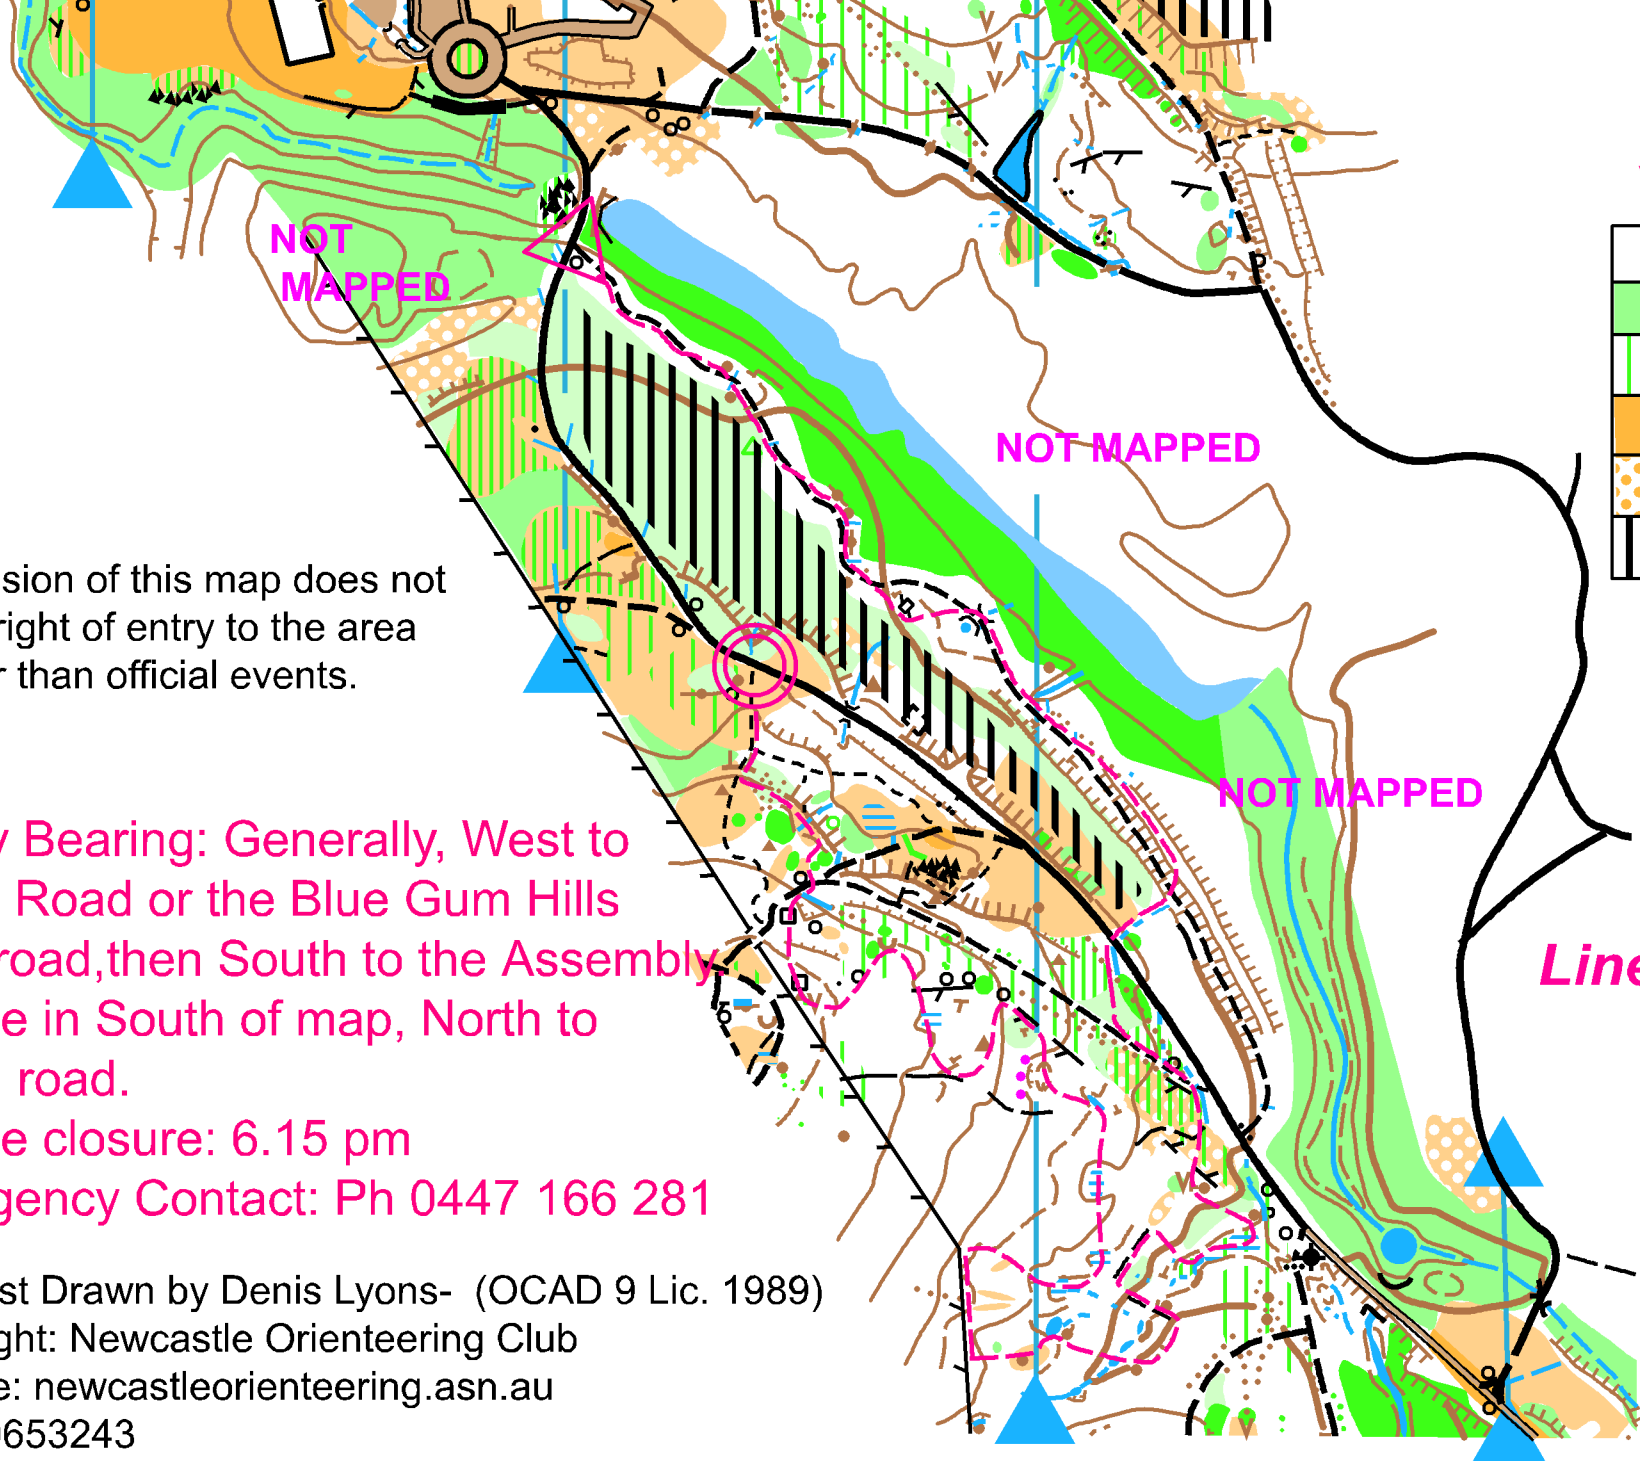 NOT
MAPPED
NOT MAPPED
sion of this map does not
right of entry to the area
r than official events.
NOT MAPPED
y Bearing: Generally, West to
Road or the Blue Gum Hills
road,then South to the Assembly
e in South of map, North to
road.
e closure: 6.15 pm
gency Contact: Ph 0447 166 281
Line
st Drawn by Denis Lyons- (OCAD 9 Lic. 1989)
ght: Newcastle Orienteering Club
e: newcastleorienteering.asn.au
0653243